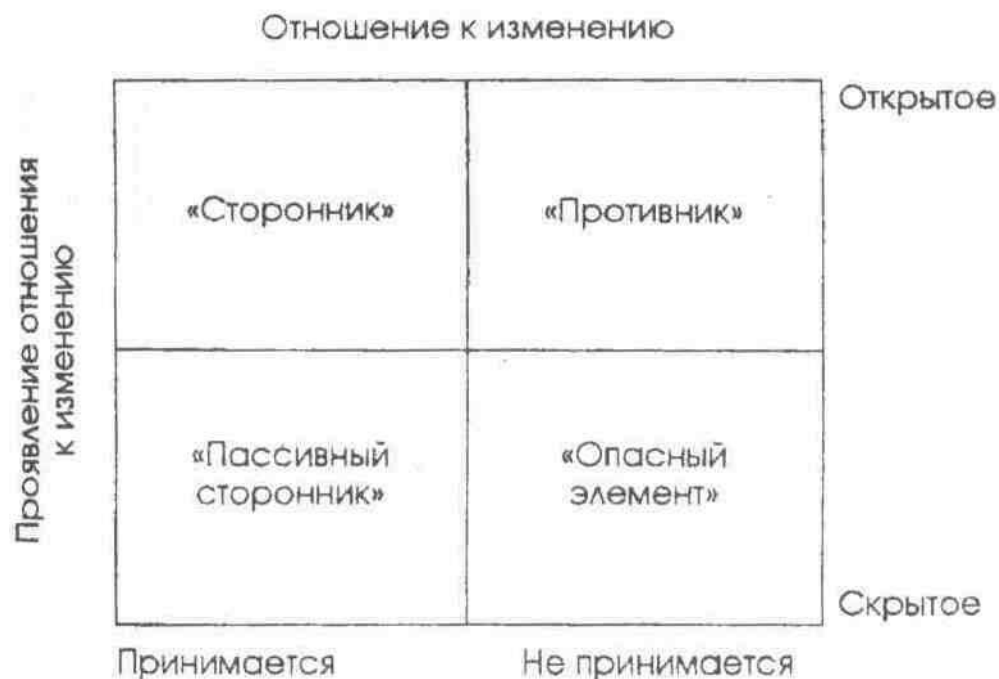 Отношение к изменению
Открытое
Проявление отношения
к изменению
«Сторонник»
«Противник»
«Пассивный
сторонник»
«Опасный
элемент»
Скрытое
Принимается
Не принимается